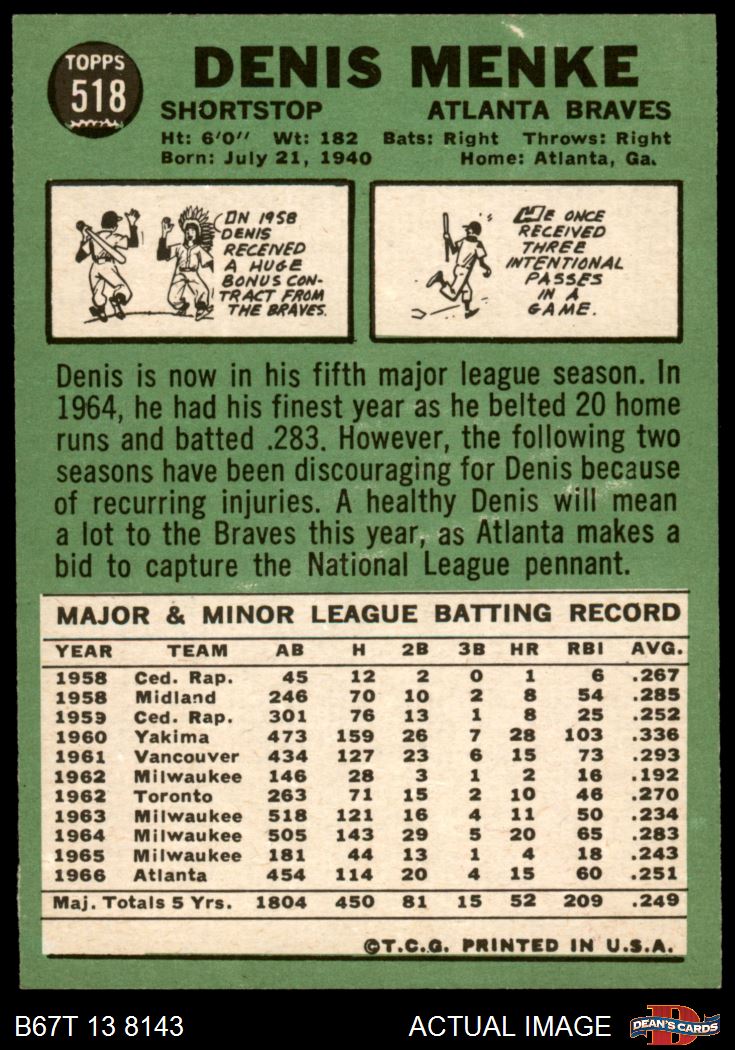 TOPPS
518
DENIS MENKE
SHORTSTOP ATLANTA BRAVES
Ht: 6'0" Wt: 182 Bats: Right Throws: Right
Born: July 21, 1940 Home: Atlanta, Ga.
IN 1958
DENIS
RECEIVED
A HUGE
BONUS CON-
TRACT FROM
THE BRAVES.
HE ONCE
RECEIVED
THREE
INTENTIONAL
PASSES
IN A
GAME.
Denis is now in his fifth major league season. In
1964, he had his finest year as he belted 20 home
runs and batted .283. However, the following two
seasons have been discouraging for Denis because
of recurring injuries. A healthy Denis will mean
a lot to the Braves this year, as Atlanta makes a
bid to capture the National League pennant.
MAJOR & MINOR LEAGUE BATTING RECORD
YEAR TEAM AB H 2B 3B HR RBI AVG.
1958 Ced. Rap. 45 12 2 0 1 6 .267
1958 Midland 246 70 10 2 8 54 .285
1959 Ced. Rap. 301 76 13 1 8 25 .252
1960 Yakima 473 159 26 7 28 103 .336
1961 Vancouver 434 127 23 6 15 73 .293
1962 Milwaukee 146 28 3 1 2 16 .192
1962 Toronto 263 71 15 2 10 46 .270
1963 Milwaukee 518 121 16 4 11 50 .234
1964 Milwaukee 505 143 29 5 20 65 .283
1965 Milwaukee 181 44 13 1 4 18 .243
1966 Atlanta 454 114 20 4 15 60 .251
Maj. Totals 5 Yrs. 1804 450 81 15 52 209 .249
©T.C.G. PRINTED IN U.S.A.
B67T 13 8143 ACTUAL IMAGE D DEAN'S CARDS